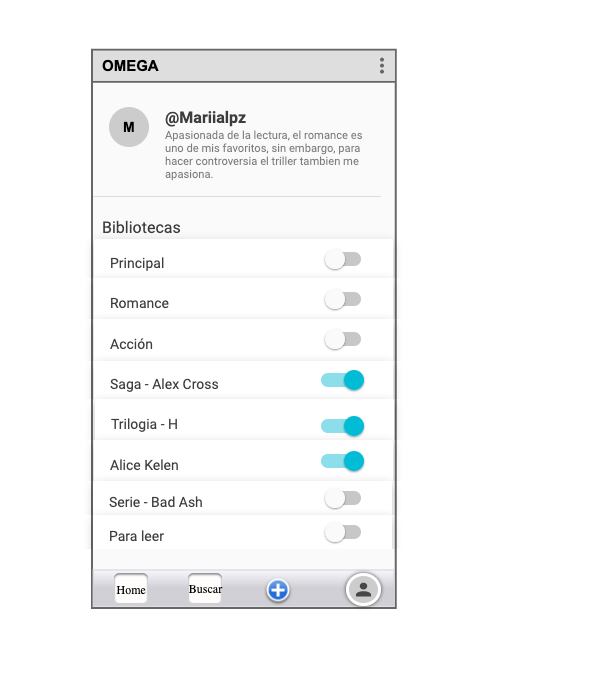 OMEGA
M
@Mariialpz
Apasionada de la lectura, el romance es
uno de mis favoritos, sin embargo, para
hacer controversia el triller tambien me
apasiona.
Bibliotecas
Principal
Romance
Acción
Saga - Alex Cross
Trilogia - H
Alice Kelen
Serie - Bad Ash
Para leer
Home
Buscar